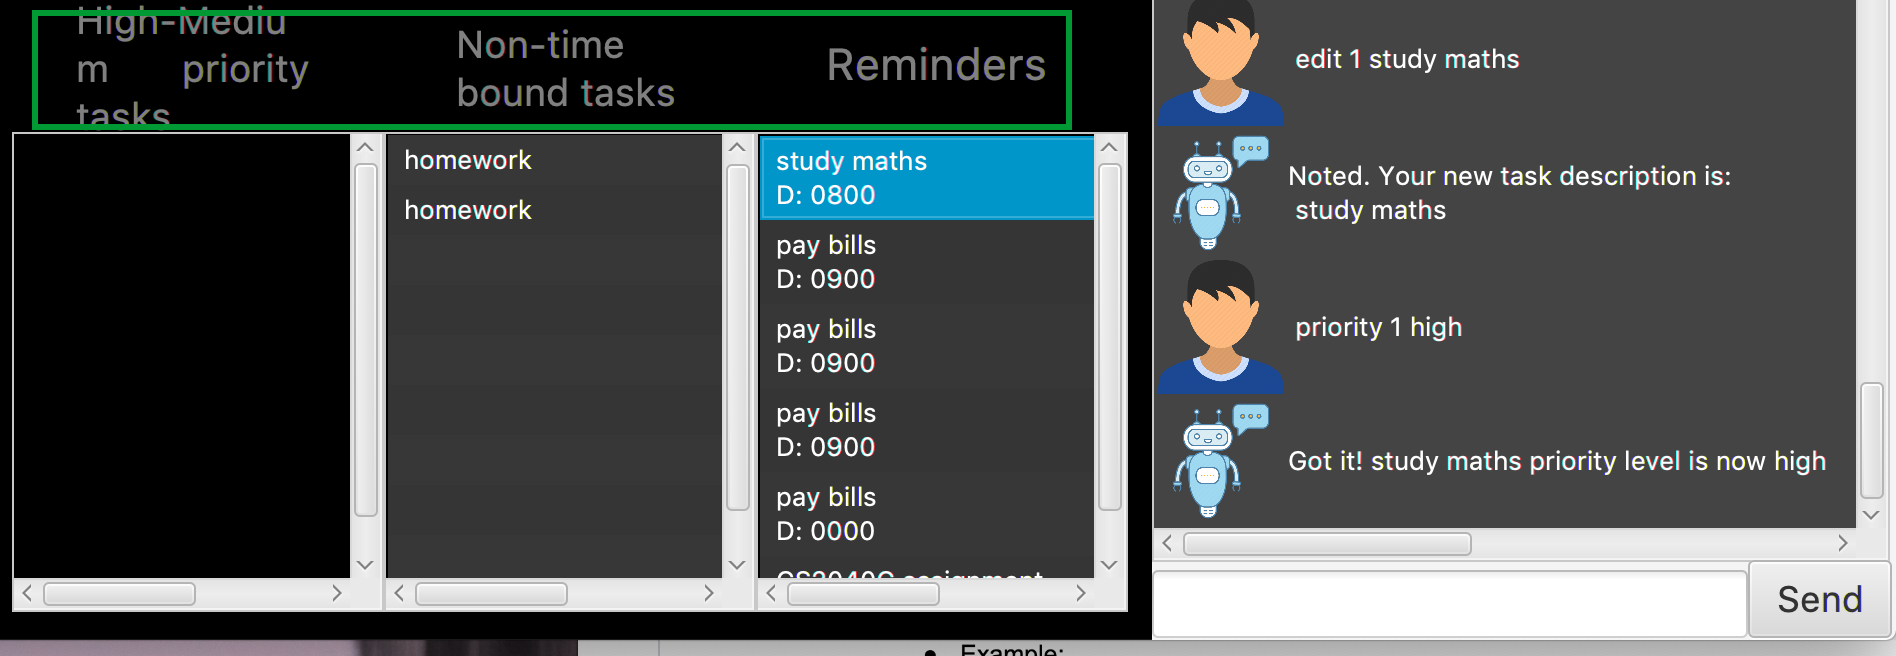 High-Mediu
m priority
tasks
Non-time
bound tasks
Reminders
homework
homework
study maths
D: 0800
pay bills
D: 0900
pay bills
D: 0900
pay bills
D: 0900
pay bills
D: 0000
CS2040C assignment
edit 1 study maths
Noted. Your new task description is:
study maths
priority 1 high
Got it! study maths priority level is now high
Send
Example: